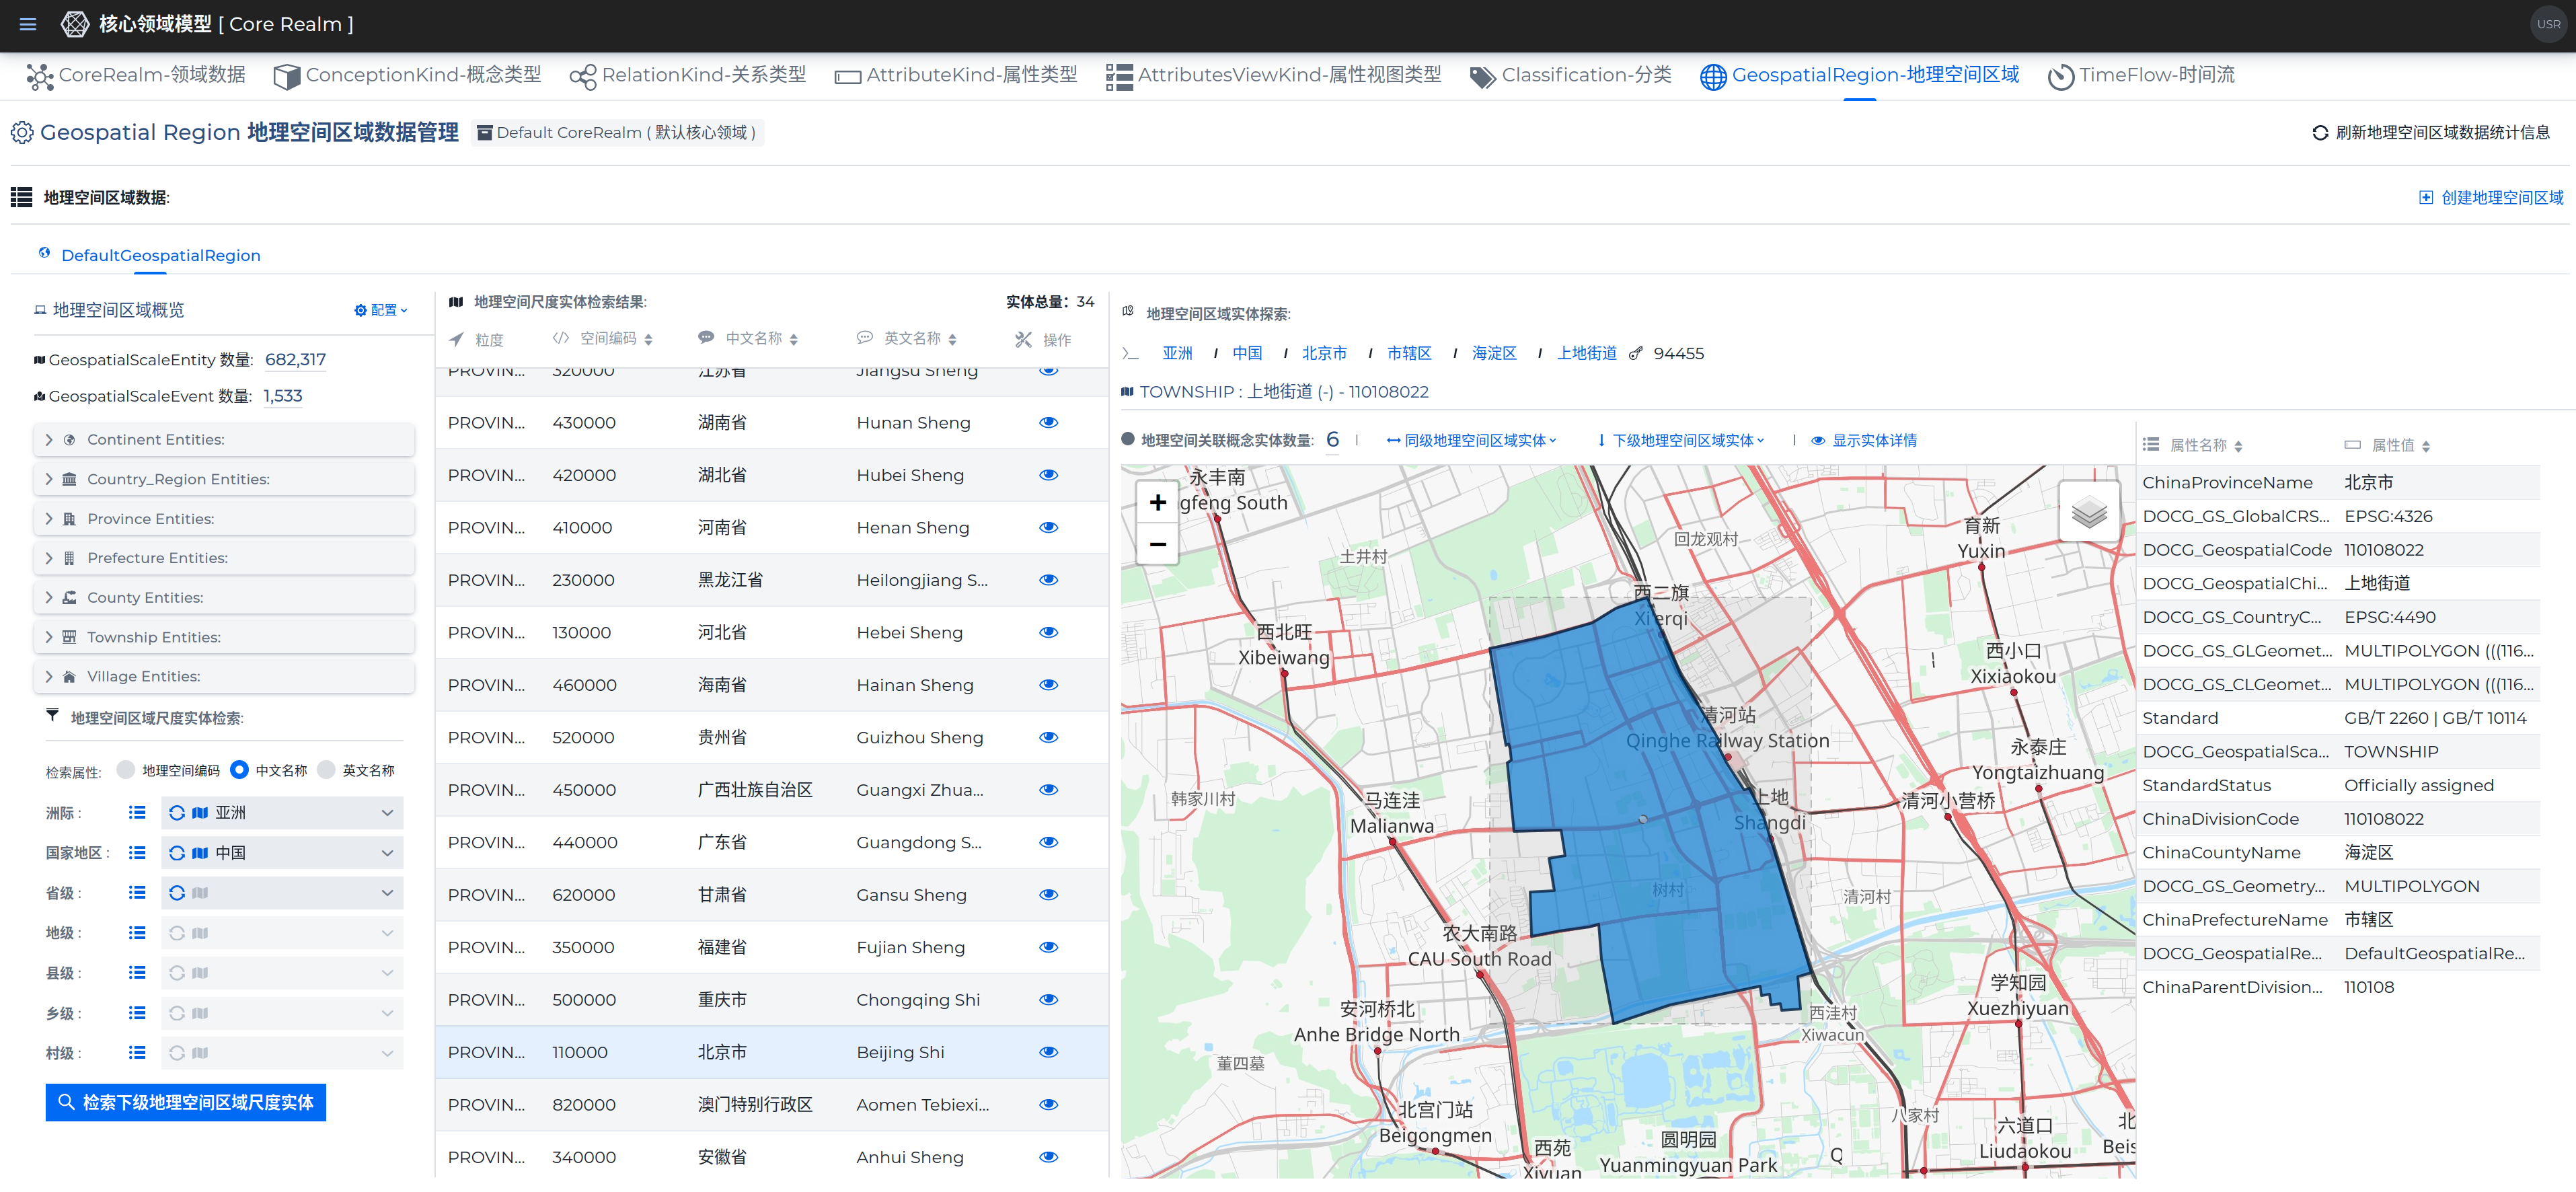 核心领域模型 [ Core Realm ]
USR
CoreRealm-领域数据 ConceptionKind-概念类型 RelationKind-关系类型 AttributeKind-属性类型 AttributesViewKind-属性视图类型 Classification-分类 GeospatialRegion-地理空间区域 TimeFlow-时间流
Geospatial Region 地理空间区域数据管理 Default CoreRealm ( 默认核心领域 )
刷新地理空间区域数据统计信息
地理空间区域数据:
创建地理空间区域
DefaultGeospatialRegion
地理空间区域概览 配置
GeospatialScaleEntity 数量: 682,317
GeospatialScaleEvent 数量: 1,533
Continent Entities:
Country_Region Entities:
Province Entities:
Prefecture Entities:
County Entities:
Township Entities:
Village Entities:
地理空间区域尺度实体检索:
检索属性: 地理空间编码 中文名称 英文名称
洲际 : 亚洲
国家地区 : 中国
省级 :
地级 :
县级 :
乡级 :
村级 :
检索下级地理空间区域尺度实体
地理空间尺度实体检索结果: 实体总量: 34
粒度 空间编码 中文名称 英文名称 操作
PROVIN... 320000 江苏省 Jiangsu Sheng
PROVIN... 430000 湖南省 Hunan Sheng
PROVIN... 420000 湖北省 Hubei Sheng
PROVIN... 410000 河南省 Henan Sheng
PROVIN... 230000 黑龙江省 Heilongjiang S...
PROVIN... 130000 河北省 Hebei Sheng
PROVIN... 460000 海南省 Hainan Sheng
PROVIN... 520000 贵州省 Guizhou Sheng
PROVIN... 450000 广西壮族自治区 Guangxi Zhua...
PROVIN... 440000 广东省 Guangdong S...
PROVIN... 620000 甘肃省 Gansu Sheng
PROVIN... 350000 福建省 Fujian Sheng
PROVIN... 500000 重庆市 Chongqing Shi
PROVIN... 110000 北京市 Beijing Shi
PROVIN... 820000 澳门特别行政区 Aomen Tebiexi...
PROVIN... 340000 安徽省 Anhui Sheng
地理空间区域实体探索:
亚洲 / 中国 / 北京市 / 市辖区 / 海淀区 / 上地街道 94455
TOWNSHIP : 上地街道 (-) - 110108022
地理空间关联概念实体数量: 6 | 同级地理空间区域实体 下级地理空间区域实体 | 显示实体详情
+
−
永丰南
gfeng South
土井村
回龙观村
育新
Yuxin
西二旗
Xi'erqi
西北旺
Xibeiwang
西小口
Xixiaokou
清河站
Qinghe Railway Station
永泰庄
Yongtaizhuang
韩家川村
马连洼
Malianwa
上地
Shangdi
清河小营桥
树村
清河村
农大南路
CAU South Road
学知园
Xuezhiyuan
安河桥北
Anhe Bridge North
西洼村
Xiwacun
董四墓
北宫门站
Beigongmen
西苑
Xiyuan
圆明园
Yuanmingyuan Park
Q
八家村
六道口
Liudaokou
北
Beis
属性名称 属性值
ChinaProvinceName 北京市
DOCG_GS_GlobalCRS... EPSG:4326
DOCG_GeospatialCode 110108022
DOCG_GeospatialChi... 上地街道
DOCG_GS_CountryC... EPSG:4490
DOCG_GS_GLGeomet... MULTIPOLYGON (((116...
DOCG_GS_CLGeomet... MULTIPOLYGON (((116...
Standard GB/T 2260 | GB/T 10114
DOCG_GeospatialSca... TOWNSHIP
StandardStatus Officially assigned
ChinaDivisionCode 110108022
ChinaCountyName 海淀区
DOCG_GS_Geometry... MULTIPOLYGON
ChinaPrefectureName 市辖区
DOCG_GeospatialRe... DefaultGeospatialRe...
ChinaParentDivision... 110108